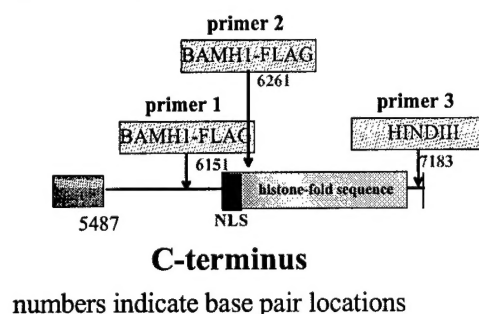 primer 2
BAMH1-FLAG
6261
primer 1
BAMH1-FLAG
6151
primer 3
HINDIII
7183
histone-fold sequence
5487
NLS
C-terminus
numbers indicate base pair locations